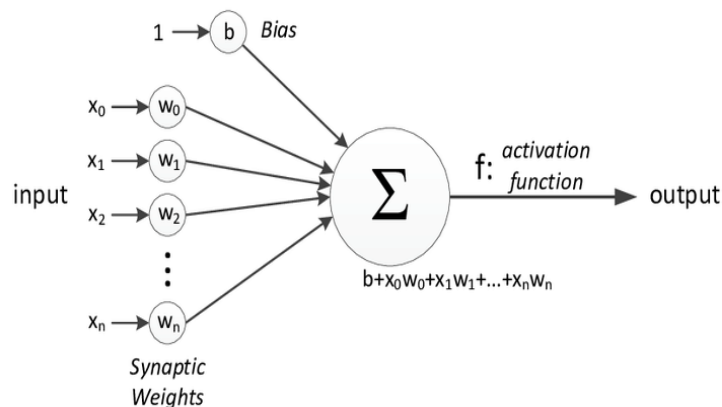 1 b Bias
x₀ w₀
x₁ w₁
f: activation
function
input
Σ
output
x₂ w₂
b+x₀w₀+x₁w₁+...+xₙwₙ
xₙ wₙ
Synaptic
Weights